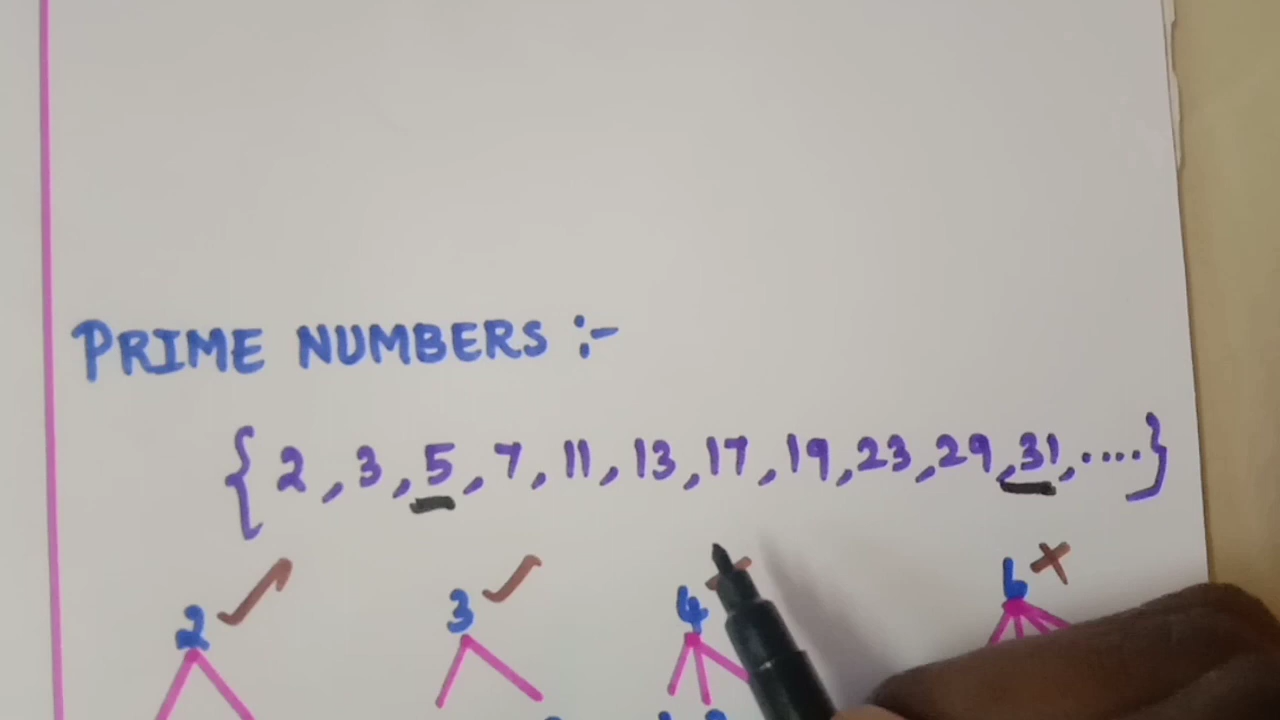 PRIME NUMBERS :-
{ 2 , 3 , 5 , 7 , 11 , 13 , 17 , 19 , 23 , 29 , 31 , .... }
2 ✓ 3 ✓ 4 6 ×